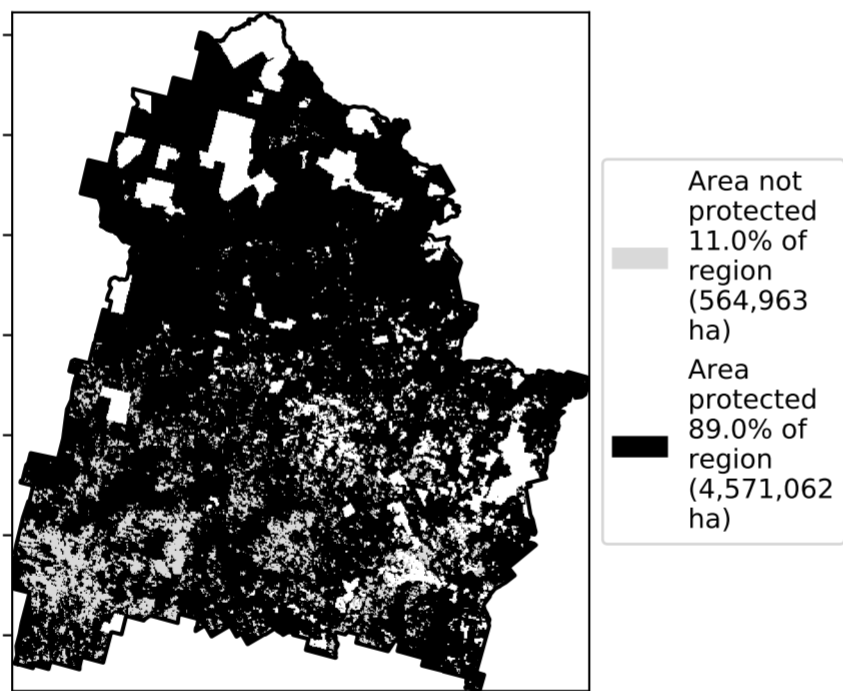 Area not
protected
11.0% of
region
(564,963
ha)
Area
protected
89.0% of
region
(4,571,062
ha)